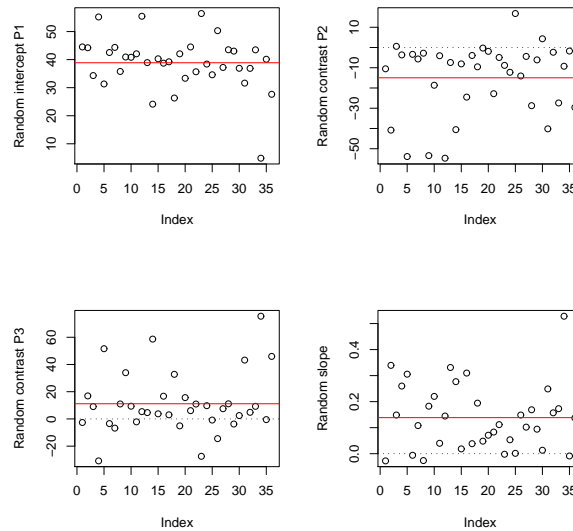 Random intercept P1
10 20 30 40 50
0 5 10 15 20 25 30 35
Index
Random contrast P2
-50 -30 -10 10
0 5 10 15 20 25 30 35
Index
Random contrast P3
-20 0 20 40 60
0 5 10 15 20 25 30 35
Index
Random slope
0.0 0.2 0.4
0 5 10 15 20 25 30 35
Index